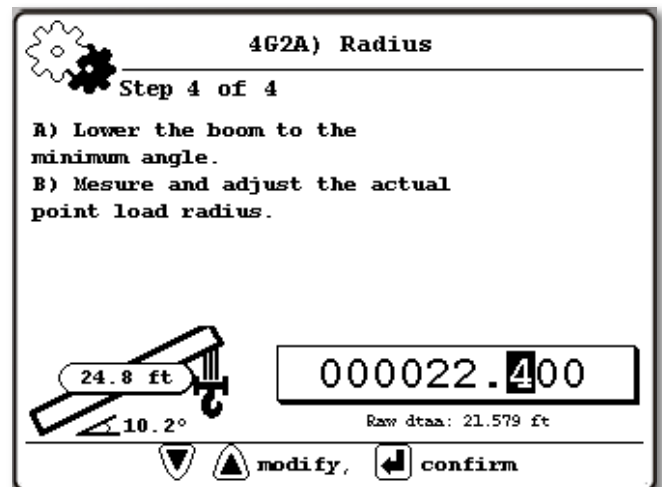 4G2A) Radius
Step 4 of 4
A) Lower the boom to the
minimum angle.
B) Mesure and adjust the actual
point load radius.
24.8 ft
10.2°
000022.400
Raw dtaa: 21.579 ft
modify, confirm